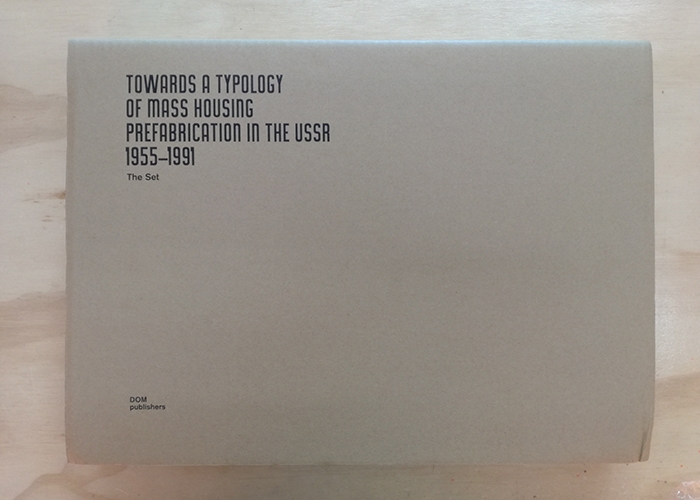 TOWARDS A TYPOLOGY
OF MASS HOUSING
PREFABRICATION IN THE USSR
1955–1991
The Set
DOM
publishers